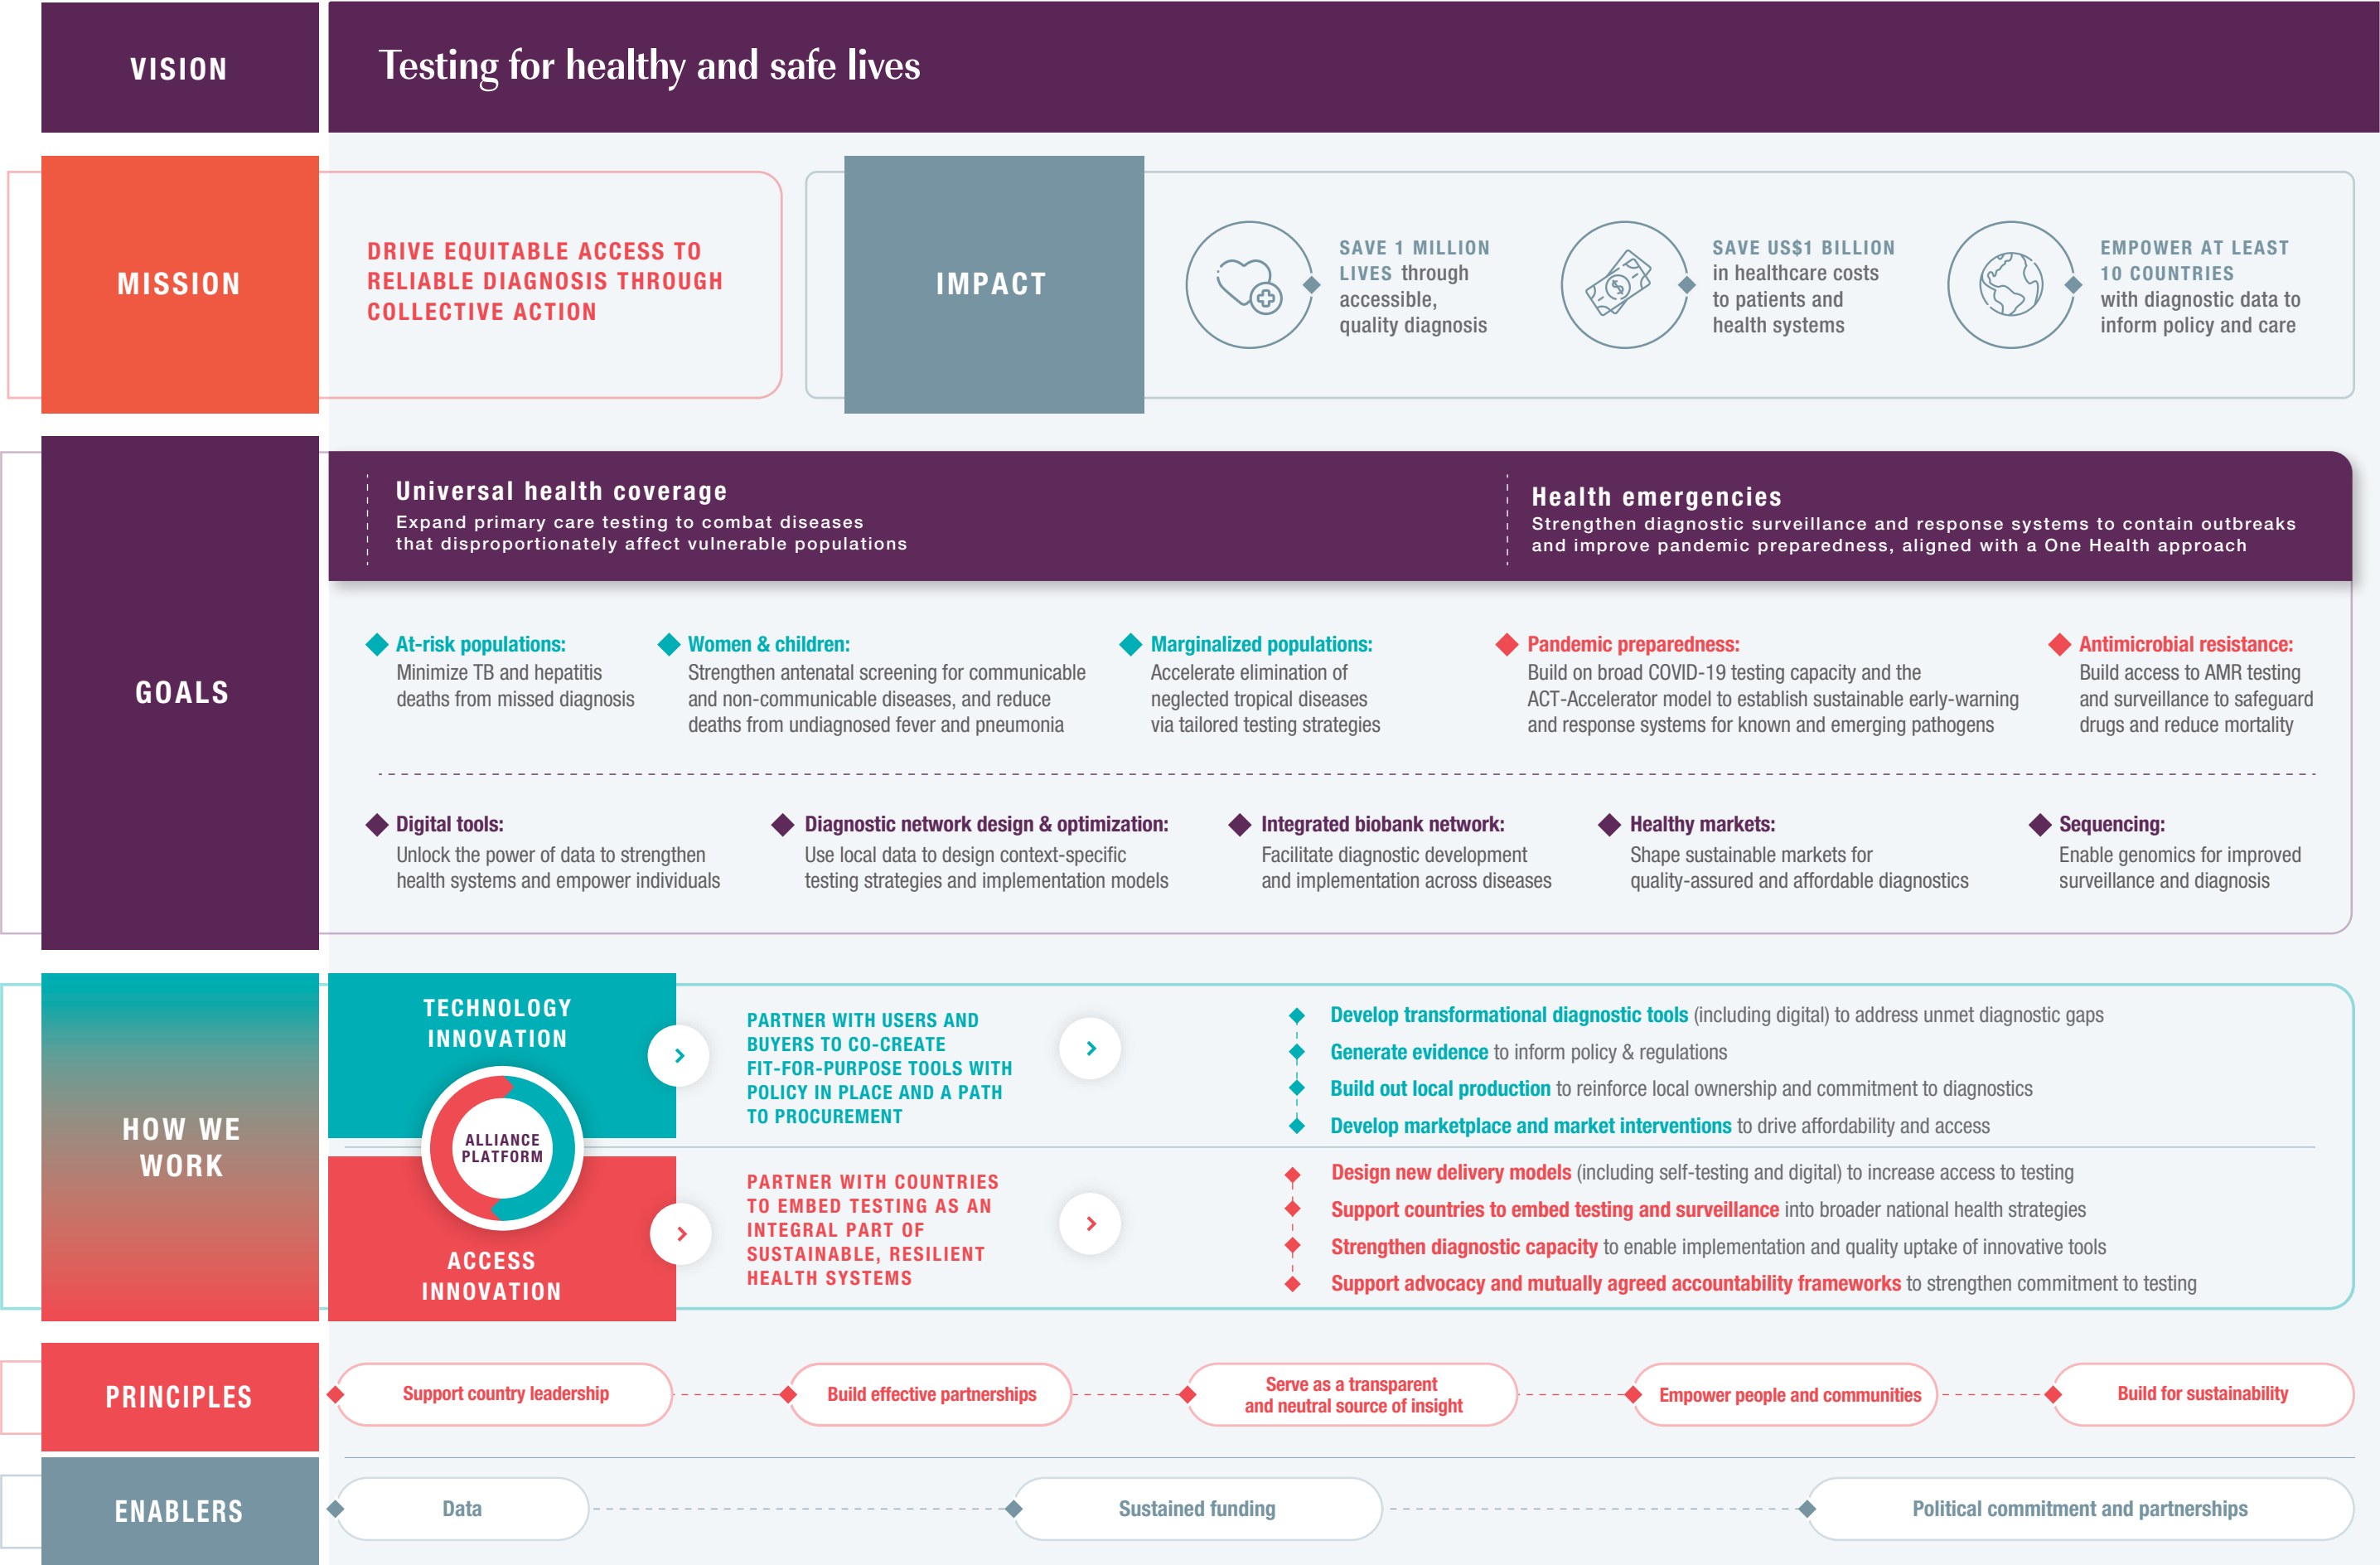 VISION
Testing for healthy and safe lives
MISSION
DRIVE EQUITABLE ACCESS TO
RELIABLE DIAGNOSIS THROUGH
COLLECTIVE ACTION
IMPACT
SAVE 1 MILLION
LIVES through
accessible,
quality diagnosis
SAVE US$1 BILLION
in healthcare costs
to patients and
health systems
EMPOWER AT LEAST
10 COUNTRIES
with diagnostic data to
inform policy and care
GOALS
Universal health coverage
Expand primary care testing to combat diseases
that disproportionately affect vulnerable populations
Health emergencies
Strengthen diagnostic surveillance and response systems to contain outbreaks
and improve pandemic preparedness, aligned with a One Health approach
At-risk populations:
Minimize TB and hepatitis
deaths from missed diagnosis
Women & children:
Strengthen antenatal screening for communicable
and non-communicable diseases, and reduce
deaths from undiagnosed fever and pneumonia
Marginalized populations:
Accelerate elimination of
neglected tropical diseases
via tailored testing strategies
Pandemic preparedness:
Build on broad COVID-19 testing capacity and the
ACT-Accelerator model to establish sustainable early-warning
and response systems for known and emerging pathogens
Antimicrobial resistance:
Build access to AMR testing
and surveillance to safeguard
drugs and reduce mortality
Digital tools:
Unlock the power of data to strengthen
health systems and empower individuals
Diagnostic network design & optimization:
Use local data to design context-specific
testing strategies and implementation models
Integrated biobank network:
Facilitate diagnostic development
and implementation across diseases
Healthy markets:
Shape sustainable markets for
quality-assured and affordable diagnostics
Sequencing:
Enable genomics for improved
surveillance and diagnosis
HOW WE
WORK
TECHNOLOGY
INNOVATION
ALLIANCE
PLATFORM
ACCESS
INNOVATION
PARTNER WITH USERS AND
BUYERS TO CO-CREATE
FIT-FOR-PURPOSE TOOLS WITH
POLICY IN PLACE AND A PATH
TO PROCUREMENT
Develop transformational diagnostic tools (including digital) to address unmet diagnostic gaps
Generate evidence to inform policy & regulations
Build out local production to reinforce local ownership and commitment to diagnostics
Develop marketplace and market interventions to drive affordability and access
PARTNER WITH COUNTRIES
TO EMBED TESTING AS AN
INTEGRAL PART OF
SUSTAINABLE, RESILIENT
HEALTH SYSTEMS
Design new delivery models (including self-testing and digital) to increase access to testing
Support countries to embed testing and surveillance into broader national health strategies
Strengthen diagnostic capacity to enable implementation and quality uptake of innovative tools
Support advocacy and mutually agreed accountability frameworks to strengthen commitment to testing
PRINCIPLES
Support country leadership
Build effective partnerships
Serve as a transparent
and neutral source of insight
Empower people and communities
Build for sustainability
ENABLERS
Data
Sustained funding
Political commitment and partnerships